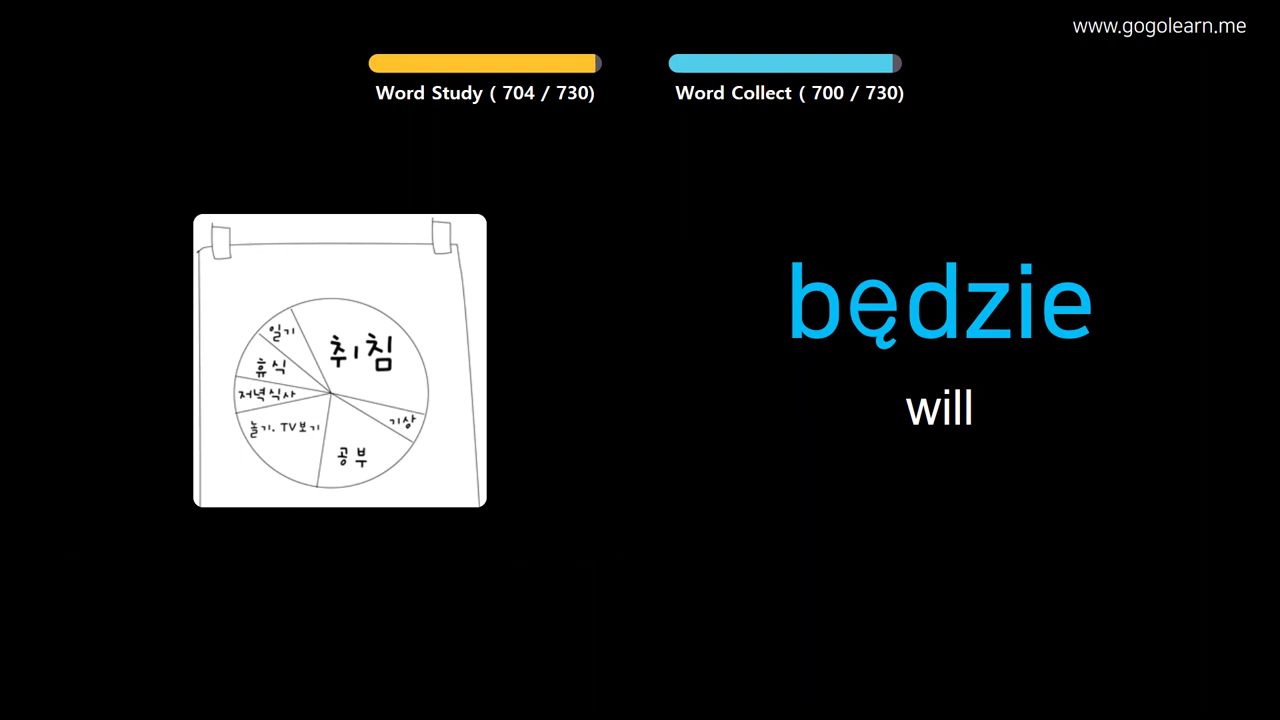 www.gogolearn.me
Word Study ( 704 / 730)
Word Collect ( 700 / 730)
일기
취침
휴식
저녁식사
기상
놀기. TV보기
공부
będzie
will